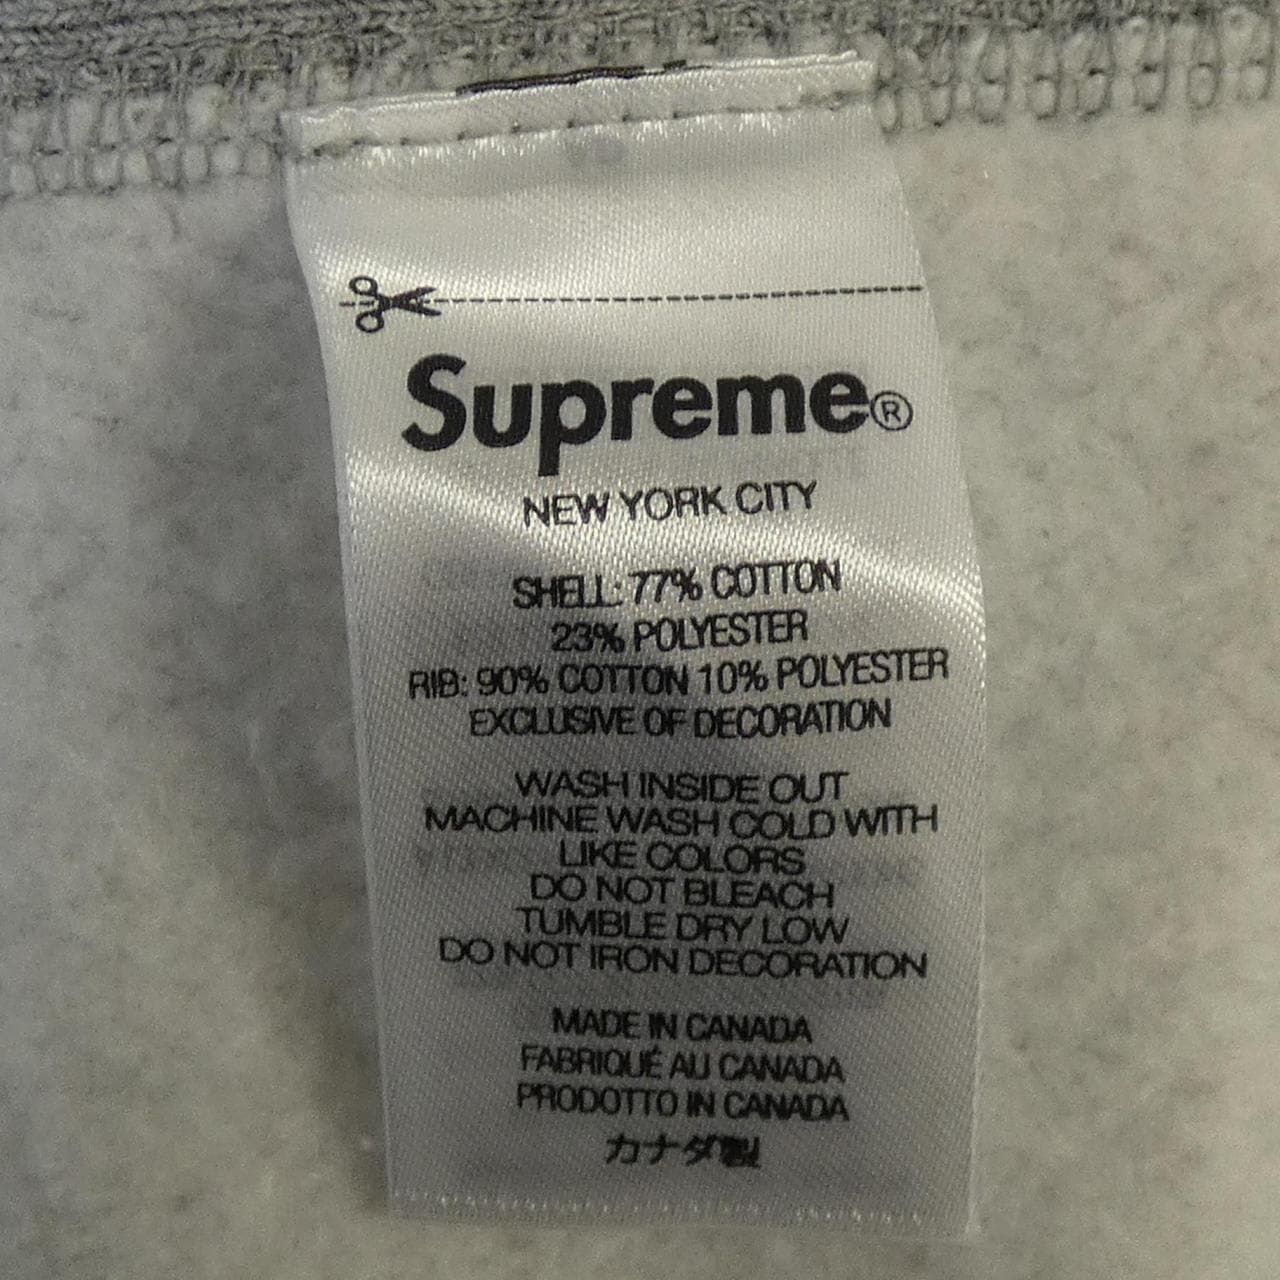 Supreme®
NEW YORK CITY
SHELL: 77% COTTON
23% POLYESTER
RIB: 90% COTTON 10% POLYESTER
EXCLUSIVE OF DECORATION
WASH INSIDE OUT
MACHINE WASH COLD WITH
LIKE COLORS
DO NOT BLEACH
TUMBLE DRY LOW
DO NOT IRON DECORATION
MADE IN CANADA
FABRIQUÉ AU CANADA
PRODOTTO IN CANADA
カナダ製